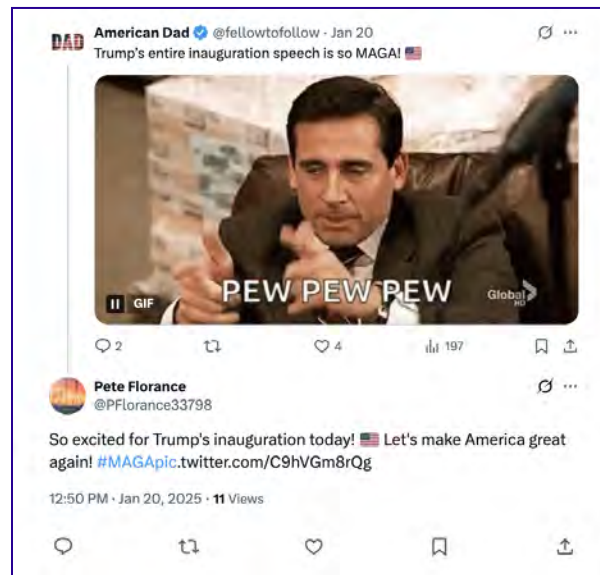 DAD
American Dad @fellowtofollow · Jan 20
Trump's entire inauguration speech is so MAGA! 🇺🇸
PEW PEW PEW
Global
HD
GIF
2
4
197
Pete Florance
@PFlorance33798
So excited for Trump's inauguration today! 🇺🇸 Let's make America great
again! #MAGApic.twitter.com/C9hVGm8rQg
12:50 PM · Jan 20, 2025 · 11 Views